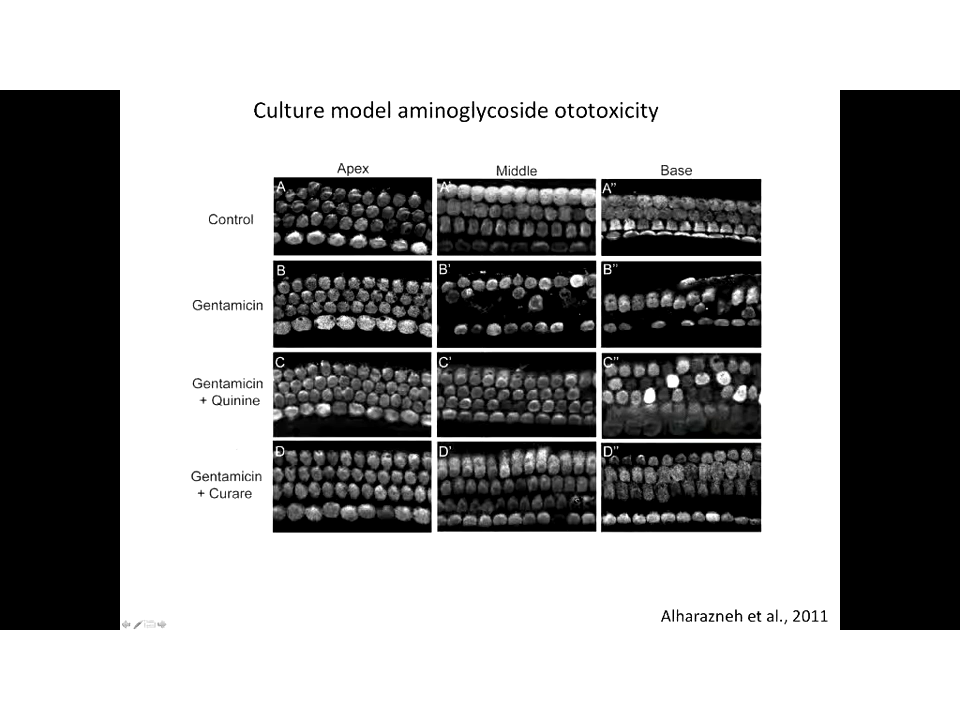 Culture model aminoglycoside ototoxicity
Apex Middle Base
Control
A A' A''
Gentamicin
B B' B''
Gentamicin
+ Quinine
C C' C''
Gentamicin
+ Curare
D D' D''
Alharazneh et al., 2011